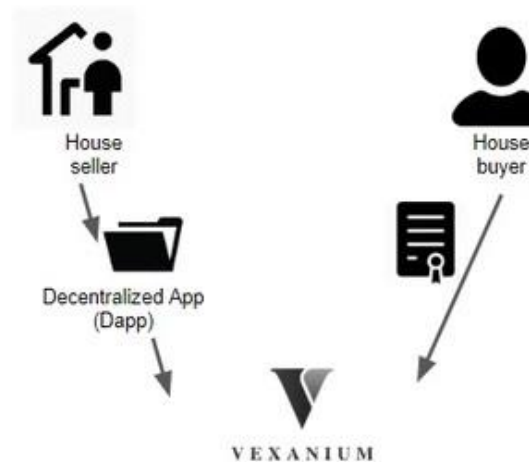 House
seller
House
buyer
Decentralized App
(Dapp)
VEXANIUM